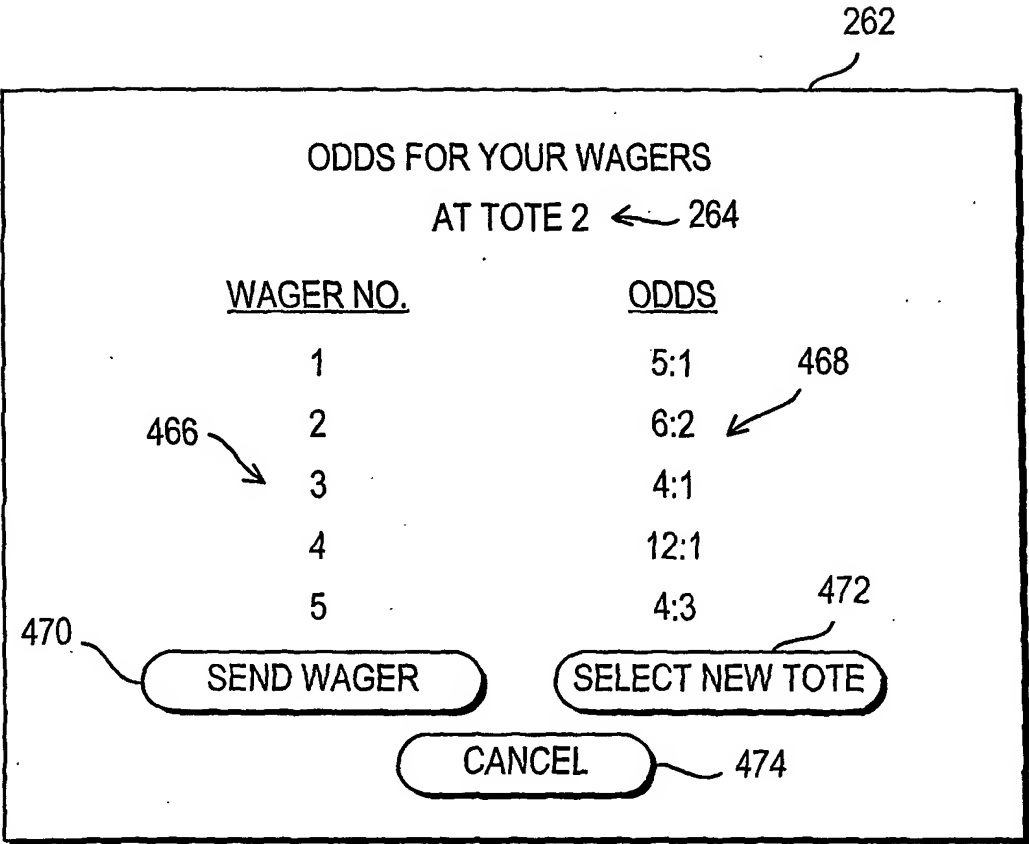 262
ODDS FOR YOUR WAGERS
AT TOTE 2 264
WAGER NO. ODDS
1 5:1 468
2 6:2
466
3 4:1
4 12:1
472
5 4:3
470
SEND WAGER SELECT NEW TOTE
CANCEL 474